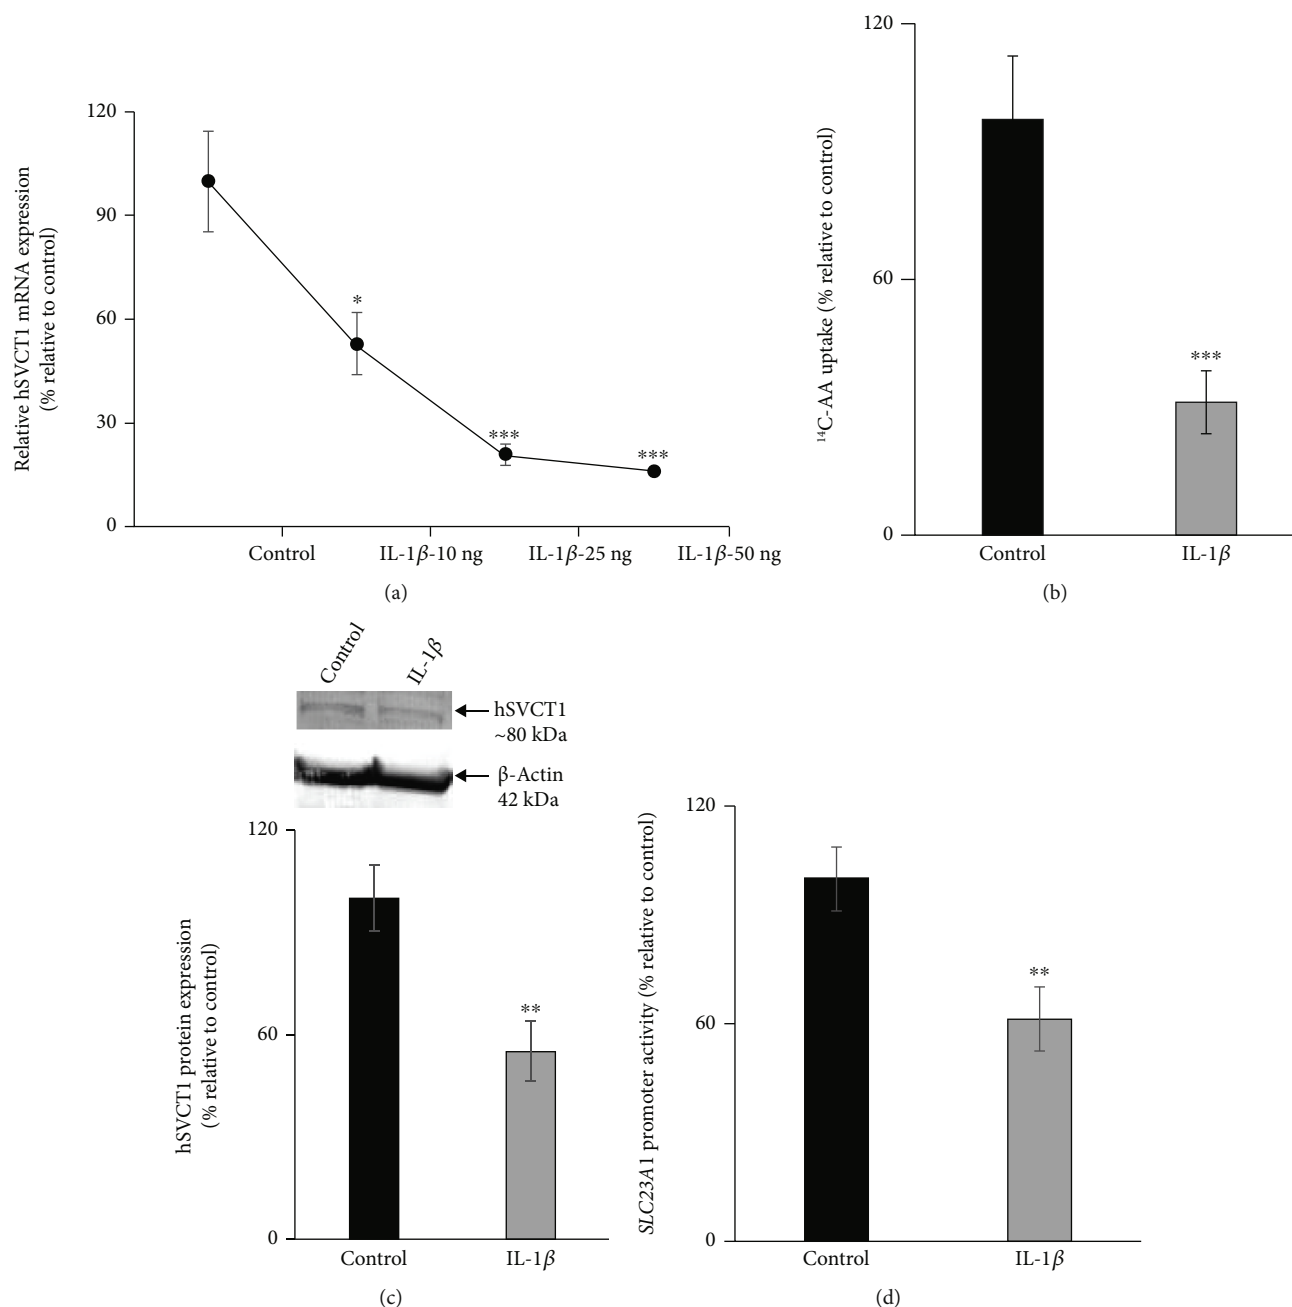 120
90
60
30
0
Relative hSVCT1 mRNA expression
(% relative to control)
*
***
***
Control
IL-1β-10 ng
IL-1β-25 ng
IL-1β-50 ng
(a)
120
60
0
¹⁴C-AA uptake (% relative to control)
***
Control
IL-1β
(b)
Control
IL-1β
hSVCT1
~80 kDa
β-Actin
42 kDa
120
60
0
hSVCT1 protein expression
(% relative to control)
**
Control
IL-1β
(c)
120
60
0
SLC23A1 promoter activity (% relative to control)
**
Control
IL-1β
(d)